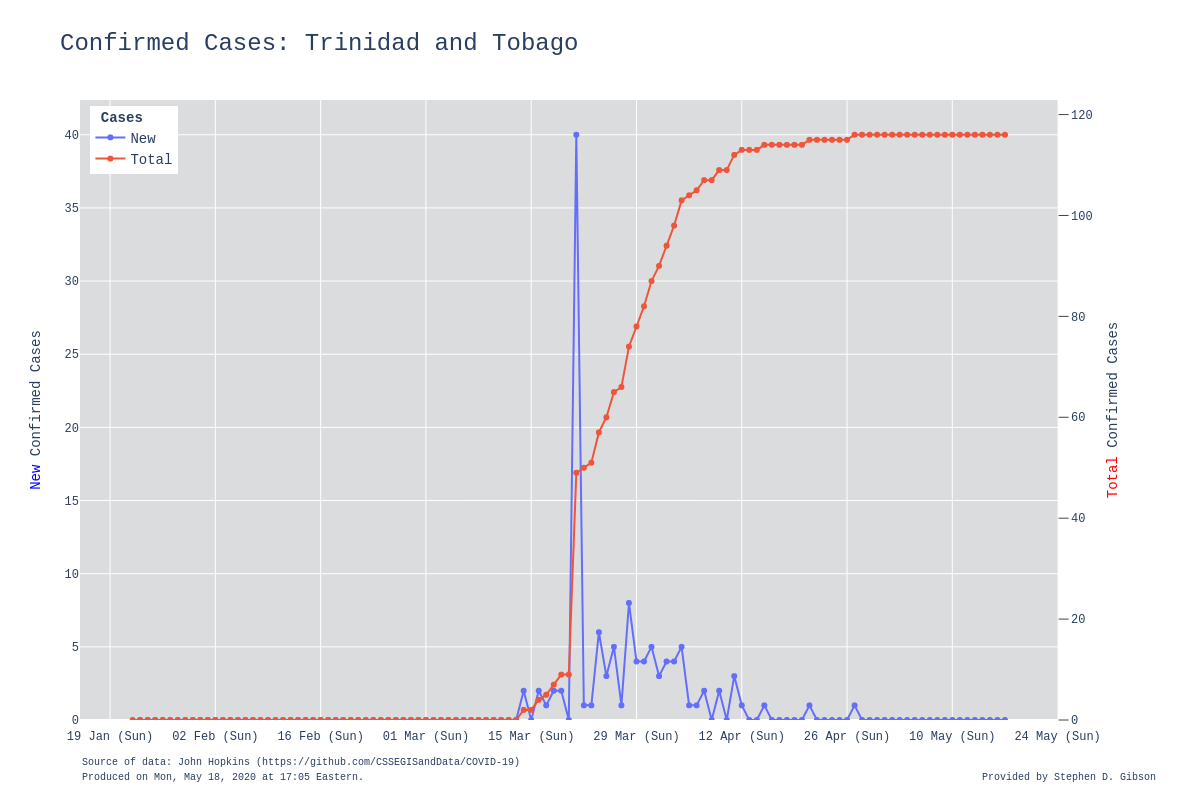 Confirmed Cases: Trinidad and Tobago
Cases
New
Total
40
35
30
25
20
15
10
5
0
120
100
80
60
40
20
0
New Confirmed Cases
Total Confirmed Cases
19 Jan (Sun) 02 Feb (Sun) 16 Feb (Sun) 01 Mar (Sun) 15 Mar (Sun) 29 Mar (Sun) 12 Apr (Sun) 26 Apr (Sun) 10 May (Sun) 24 May (Sun)
Source of data: John Hopkins (https://github.com/CSSEGISandData/COVID-19)
Produced on Mon, May 18, 2020 at 17:05 Eastern.
Provided by Stephen D. Gibson